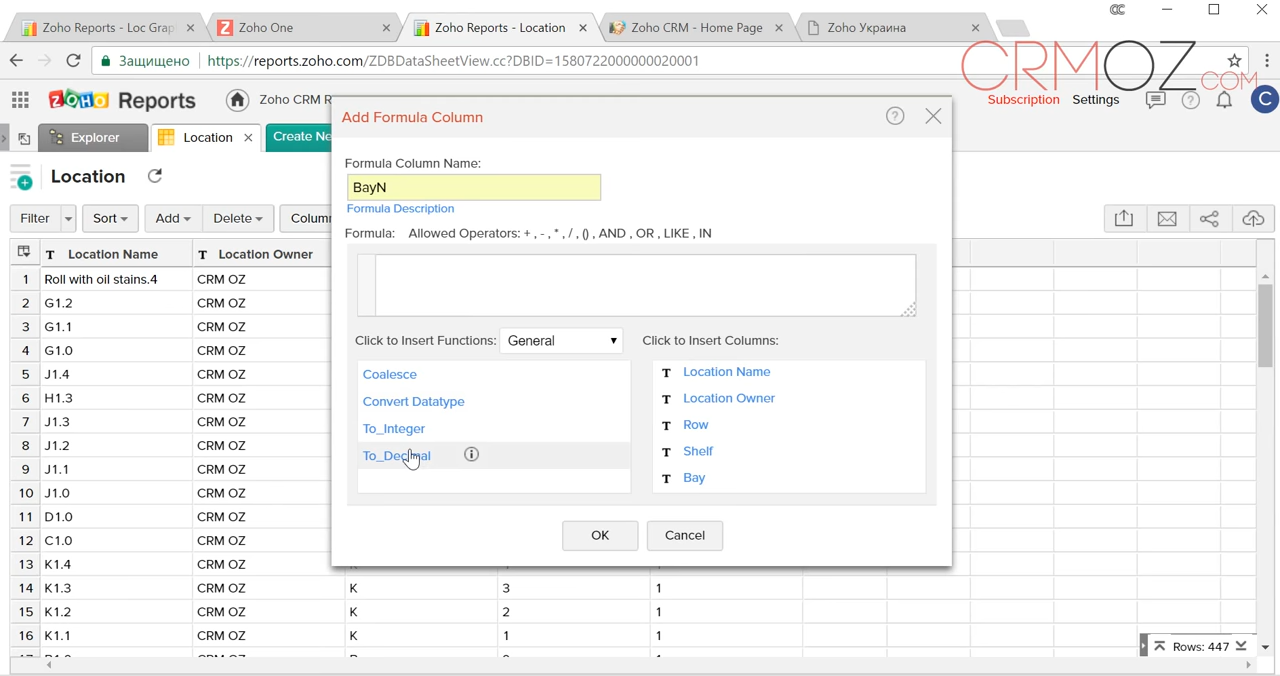 Zoho Reports - Loc Grap
Zoho One
Zoho Reports - Location
Zoho CRM - Home Page
Zoho Украина
Защищено
https://reports.zoho.com/ZDBDataSheetView.cc?DBID=1580722000000020001
CRMOZ.COM
ZOHO Reports
Zoho CRM R
Subscription
Settings
C
Explorer
Location
Create Ne
Location
Filter
Sort
Add
Delete
Colum
Location Name
Location Owner
1 Roll with oil stains.4 CRM OZ
2 G1.2 CRM OZ
3 G1.1 CRM OZ
4 G1.0 CRM OZ
5 J1.4 CRM OZ
6 H1.3 CRM OZ
7 J1.3 CRM OZ
8 J1.2 CRM OZ
9 J1.1 CRM OZ
10 J1.0 CRM OZ
11 D1.0 CRM OZ
12 C1.0 CRM OZ
13 K1.4 CRM OZ
14 K1.3 CRM OZ K 3 1
15 K1.2 CRM OZ K 2 1
16 K1.1 CRM OZ K 1 1
Rows: 447
Add Formula Column
Formula Column Name:
BayN
Formula Description
Formula: Allowed Operators: + , - , * , / , () , AND , OR , LIKE , IN
Click to Insert Functions:
General
Coalesce
Convert Datatype
To_Integer
To_Decimal
Click to Insert Columns:
T Location Name
T Location Owner
T Row
T Shelf
T Bay
OK
Cancel